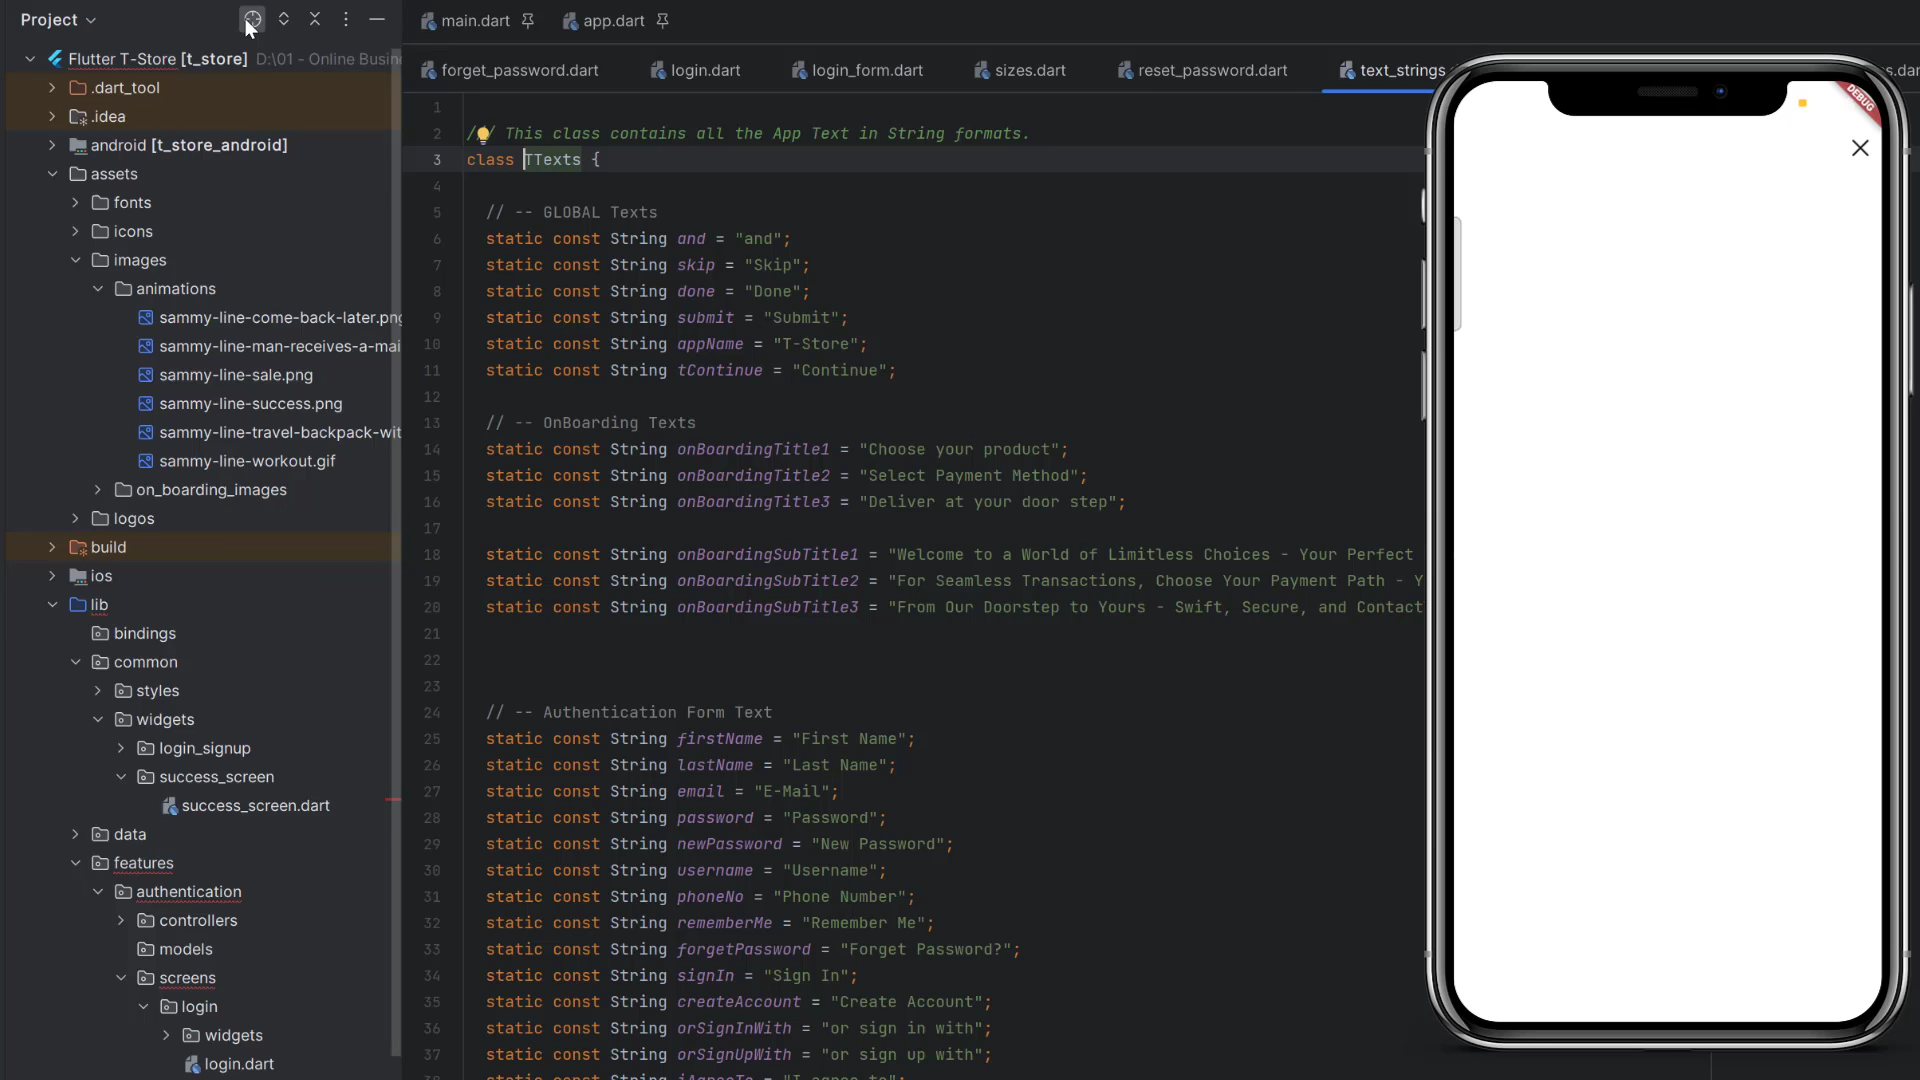 Project
main.dart
app.dart
Flutter T-Store [t_store] D:\01 - Online Busin
.dart_tool
.idea
android [t_store_android]
assets
fonts
icons
images
animations
sammy-line-come-back-later.png
sammy-line-man-receives-a-mai
sammy-line-sale.png
sammy-line-success.png
sammy-line-travel-backpack-wit
sammy-line-workout.gif
on_boarding_images
logos
build
ios
lib
bindings
common
styles
widgets
login_signup
success_screen
success_screen.dart
data
features
authentication
controllers
models
screens
login
widgets
login.dart
forget_password.dart
login.dart
login_form.dart
sizes.dart
reset_password.dart
text_strings.
s.dar
1
2 /// This class contains all the App Text in String formats.
3 class TTexts {
4
5 // -- GLOBAL Texts
6 static const String and = "and";
7 static const String skip = "Skip";
8 static const String done = "Done";
9 static const String submit = "Submit";
10 static const String appName = "T-Store";
11 static const String tContinue = "Continue";
12
13 // -- OnBoarding Texts
14 static const String onBoardingTitle1 = "Choose your product";
15 static const String onBoardingTitle2 = "Select Payment Method";
16 static const String onBoardingTitle3 = "Deliver at your door step";
17
18 static const String onBoardingSubTitle1 = "Welcome to a World of Limitless Choices - Your Perfect
19 static const String onBoardingSubTitle2 = "For Seamless Transactions, Choose Your Payment Path - Y
20 static const String onBoardingSubTitle3 = "From Our Doorstep to Yours - Swift, Secure, and Contact
21
22
23
24 // -- Authentication Form Text
25 static const String firstName = "First Name";
26 static const String lastName = "Last Name";
27 static const String email = "E-Mail";
28 static const String password = "Password";
29 static const String newPassword = "New Password";
30 static const String username = "Username";
31 static const String phoneNo = "Phone Number";
32 static const String rememberMe = "Remember Me";
33 static const String forgetPassword = "Forget Password?";
34 static const String signIn = "Sign In";
35 static const String createAccount = "Create Account";
36 static const String orSignInWith = "or sign in with";
37 static const String orSignUpWith = "or sign up with";
38 static const String iAgreeTo = "I agree to";
DEBUG